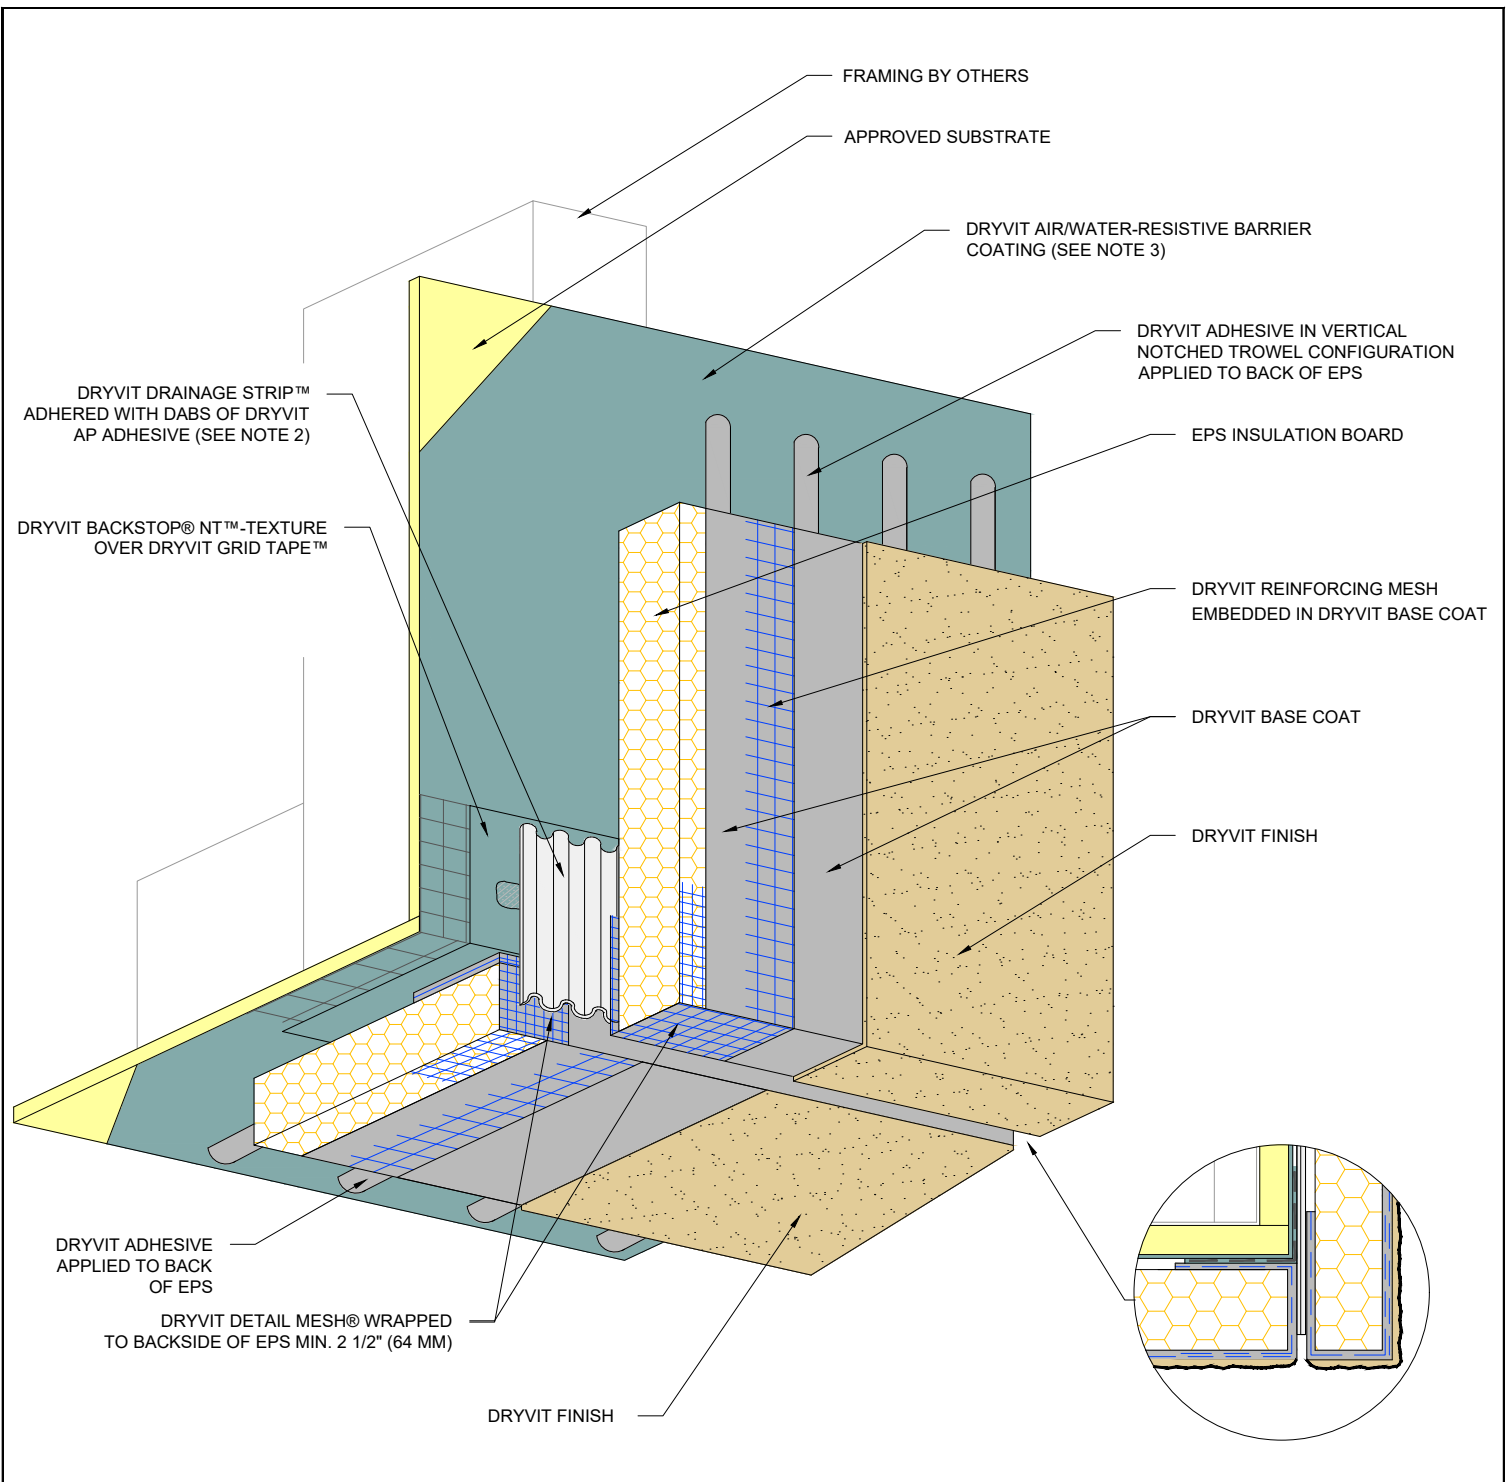 FRAMING BY OTHERS
APPROVED SUBSTRATE
DRYVIT AIR/WATER-RESISTIVE BARRIER
COATING (SEE NOTE 3)
DRYVIT ADHESIVE IN VERTICAL
NOTCHED TROWEL CONFIGURATION
APPLIED TO BACK OF EPS
DRYVIT DRAINAGE STRIP™
ADHERED WITH DABS OF DRYVIT
AP ADHESIVE (SEE NOTE 2)
EPS INSULATION BOARD
DRYVIT BACKSTOP® NT™-TEXTURE
OVER DRYVIT GRID TAPE™
DRYVIT REINFORCING MESH
EMBEDDED IN DRYVIT BASE COAT
DRYVIT BASE COAT
DRYVIT FINISH
DRYVIT ADHESIVE
APPLIED TO BACK
OF EPS
DRYVIT DETAIL MESH® WRAPPED
TO BACKSIDE OF EPS MIN. 2 1/2" (64 MM)
DRYVIT FINISH